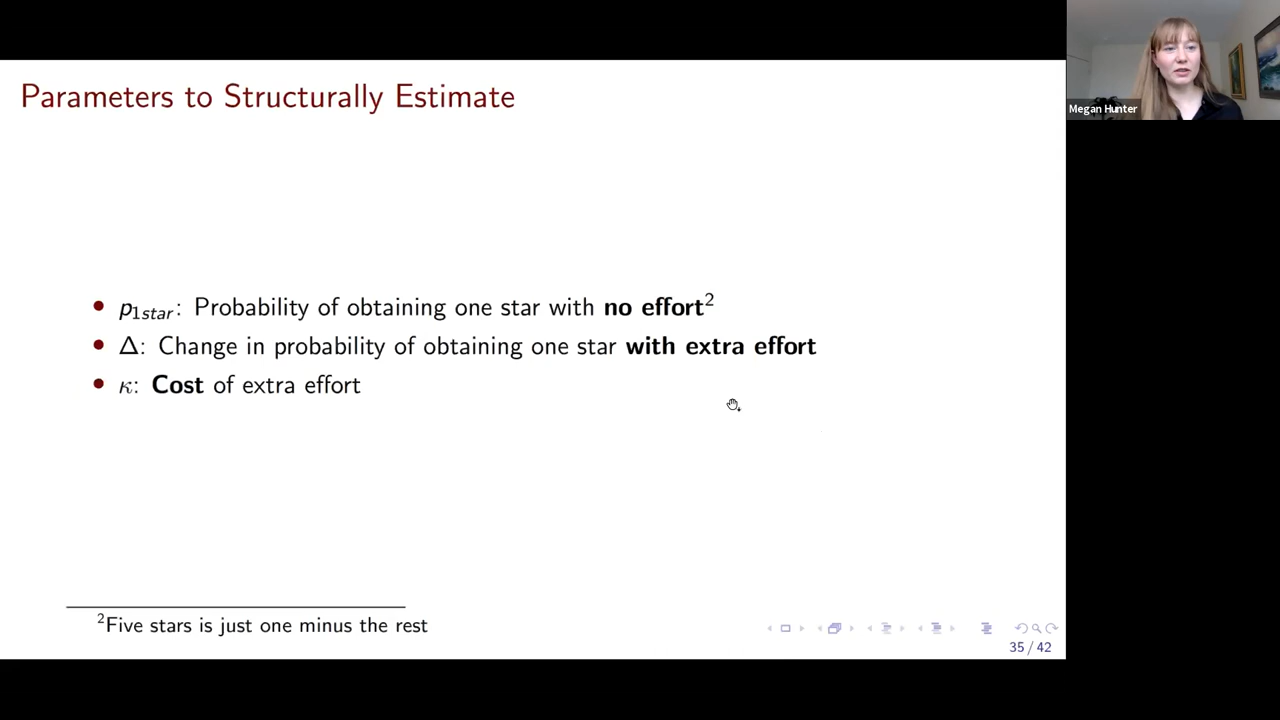 Parameters to Structurally Estimate
Megan Hunter
• p1star: Probability of obtaining one star with no effort²
• Δ: Change in probability of obtaining one star with extra effort
• κ: Cost of extra effort
²Five stars is just one minus the rest
35 / 42